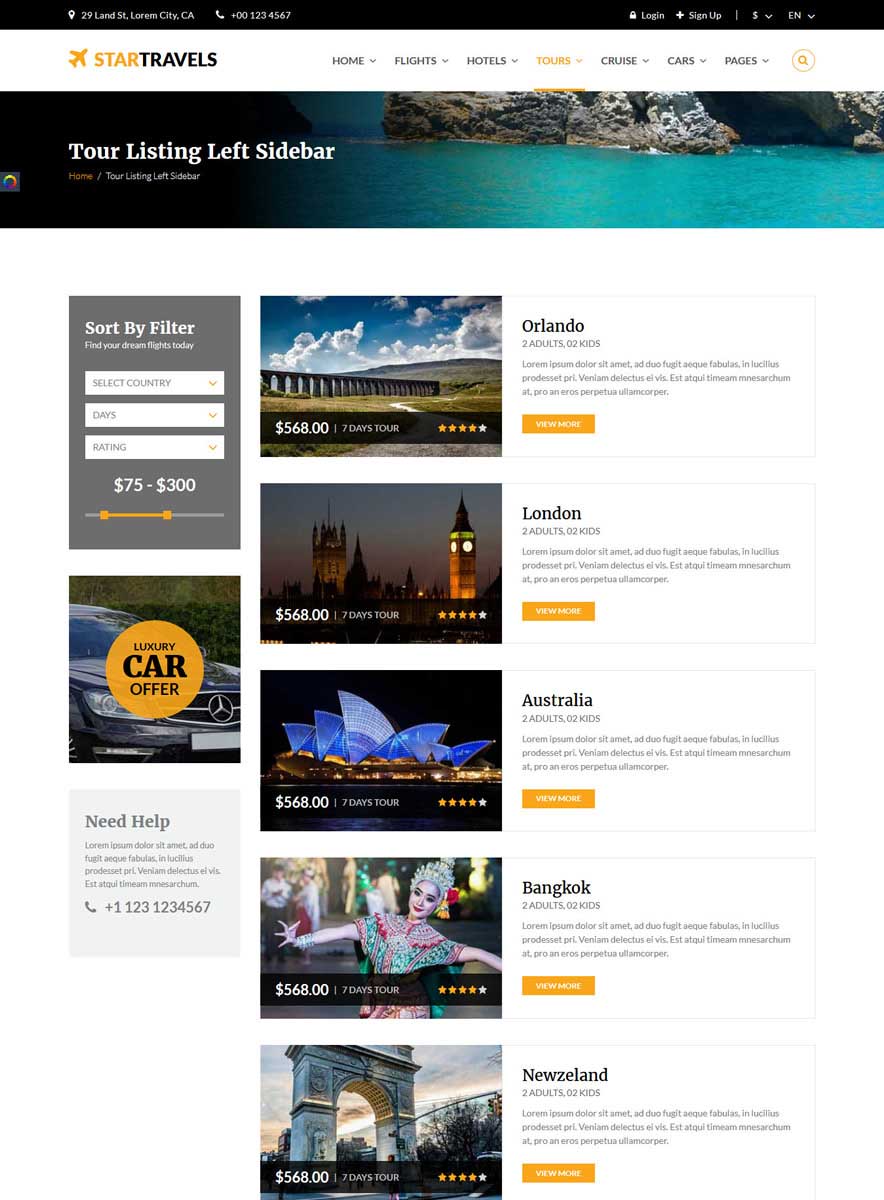 29 Land St, Lorem City, CA +00 123 4567 Login Sign Up | $ EN
STARTRAVELS HOME FLIGHTS HOTELS TOURS CRUISE CARS PAGES
Tour Listing Left Sidebar
Home / Tour Listing Left Sidebar
Sort By Filter
Find your dream flights today
SELECT COUNTRY
DAYS
RATING
$75 - $300
LUXURY
CAR
OFFER
Need Help
Lorem ipsum dolor sit amet, ad duo
fugit aeque fabulas, in lucilius
prodesset pri. Veniam delectus ei vis.
Est atqui timeam mnesarchum.
+1 123 1234567
$568.00 | 7 DAYS TOUR
Orlando
2 ADULTS, 02 KIDS
Lorem ipsum dolor sit amet, ad duo fugit aeque fabulas, in lucilius
prodesset pri. Veniam delectus ei vis. Est atqui timeam mnesarchum
at, pro an eros perpetua ullamcorper.
VIEW MORE
$568.00 | 7 DAYS TOUR
London
2 ADULTS, 02 KIDS
Lorem ipsum dolor sit amet, ad duo fugit aeque fabulas, in lucilius
prodesset pri. Veniam delectus ei vis. Est atqui timeam mnesarchum
at, pro an eros perpetua ullamcorper.
VIEW MORE
$568.00 | 7 DAYS TOUR
Australia
2 ADULTS, 02 KIDS
Lorem ipsum dolor sit amet, ad duo fugit aeque fabulas, in lucilius
prodesset pri. Veniam delectus ei vis. Est atqui timeam mnesarchum
at, pro an eros perpetua ullamcorper.
VIEW MORE
$568.00 | 7 DAYS TOUR
Bangkok
2 ADULTS, 02 KIDS
Lorem ipsum dolor sit amet, ad duo fugit aeque fabulas, in lucilius
prodesset pri. Veniam delectus ei vis. Est atqui timeam mnesarchum
at, pro an eros perpetua ullamcorper.
VIEW MORE
$568.00 | 7 DAYS TOUR
Newzeland
2 ADULTS, 02 KIDS
Lorem ipsum dolor sit amet, ad duo fugit aeque fabulas, in lucilius
prodesset pri. Veniam delectus ei vis. Est atqui timeam mnesarchum
at, pro an eros perpetua ullamcorper.
VIEW MORE